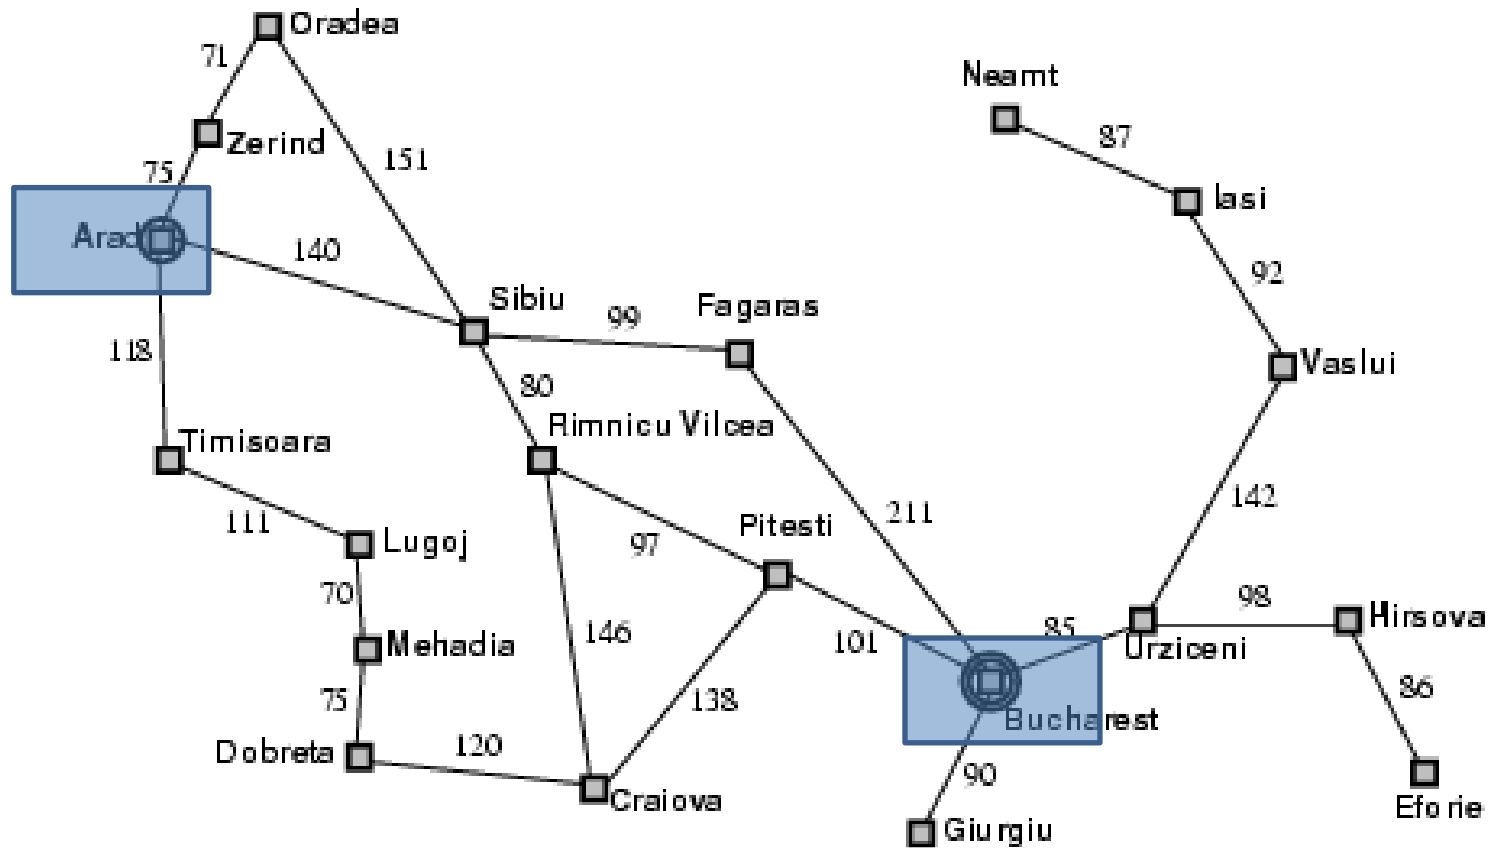 Oradea
71
Neamt
87
Zerind
151
75
Iasi
Arad
140
92
Sibiu
Fagaras
99
118
Vaslui
80
Rimnicu Vilcea
Timisoara
142
211
111
Lugoj
97
Pitesti
70
98
Hirsova
146
101
85
Mehadia
Urziceni
86
75
138
Bucharest
Dobreta
120
90
Craiova
Eforie
Giurgiu